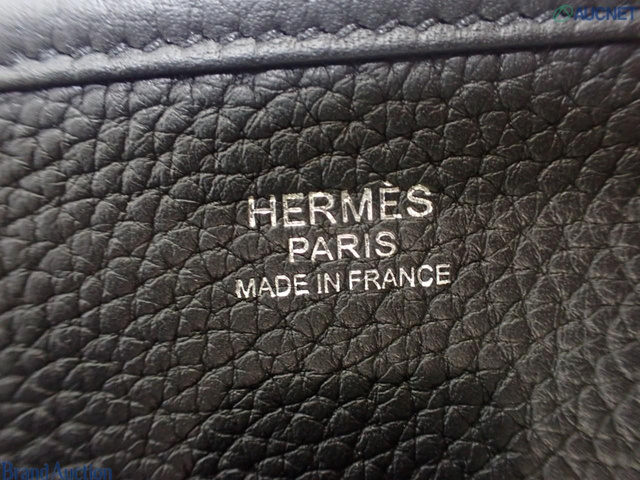 AUCNET
HERMÈS
PARIS
MADE IN FRANCE
Brand Auction